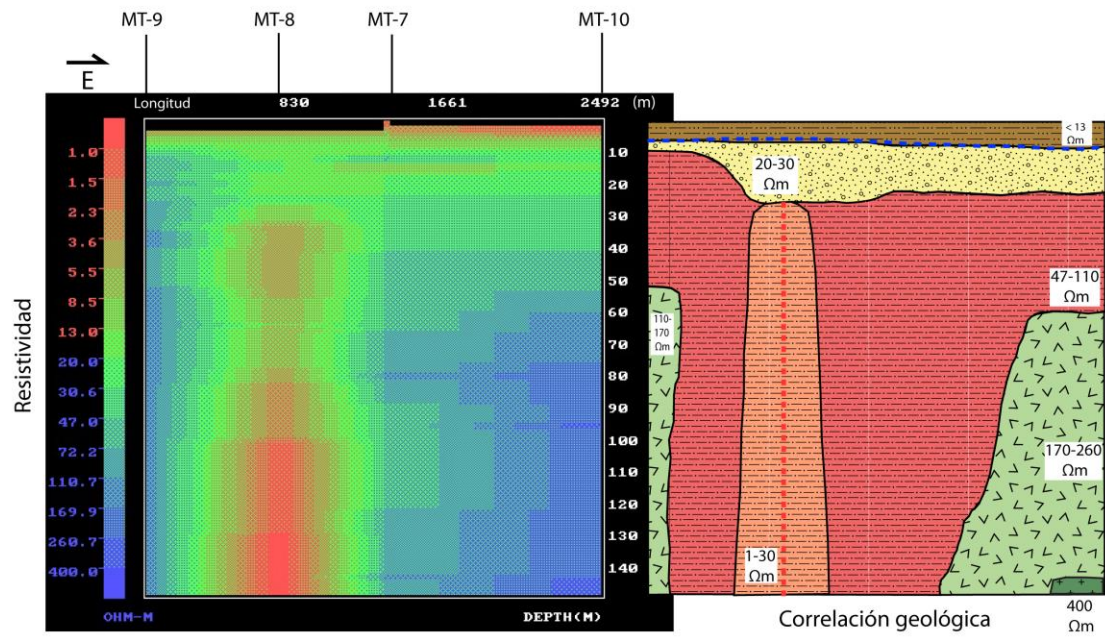 MT-9 MT-8 MT-7 MT-10
E
Longitud 830 1661 2492 (m)
Resistividad
1.0
1.5
2.3
3.6
5.5
8.5
13.0
20.0
30.6
47.0
72.2
110.7
169.9
260.7
400.0
OHM-M
10
20
30
40
50
60
70
80
90
100
110
120
130
140
DEPTH(M)
< 13
Ωm
20-30
Ωm
47-110
Ωm
110-
170
Ωm
170-260
Ωm
1-30
Ωm
400
Ωm
Correlación geológica